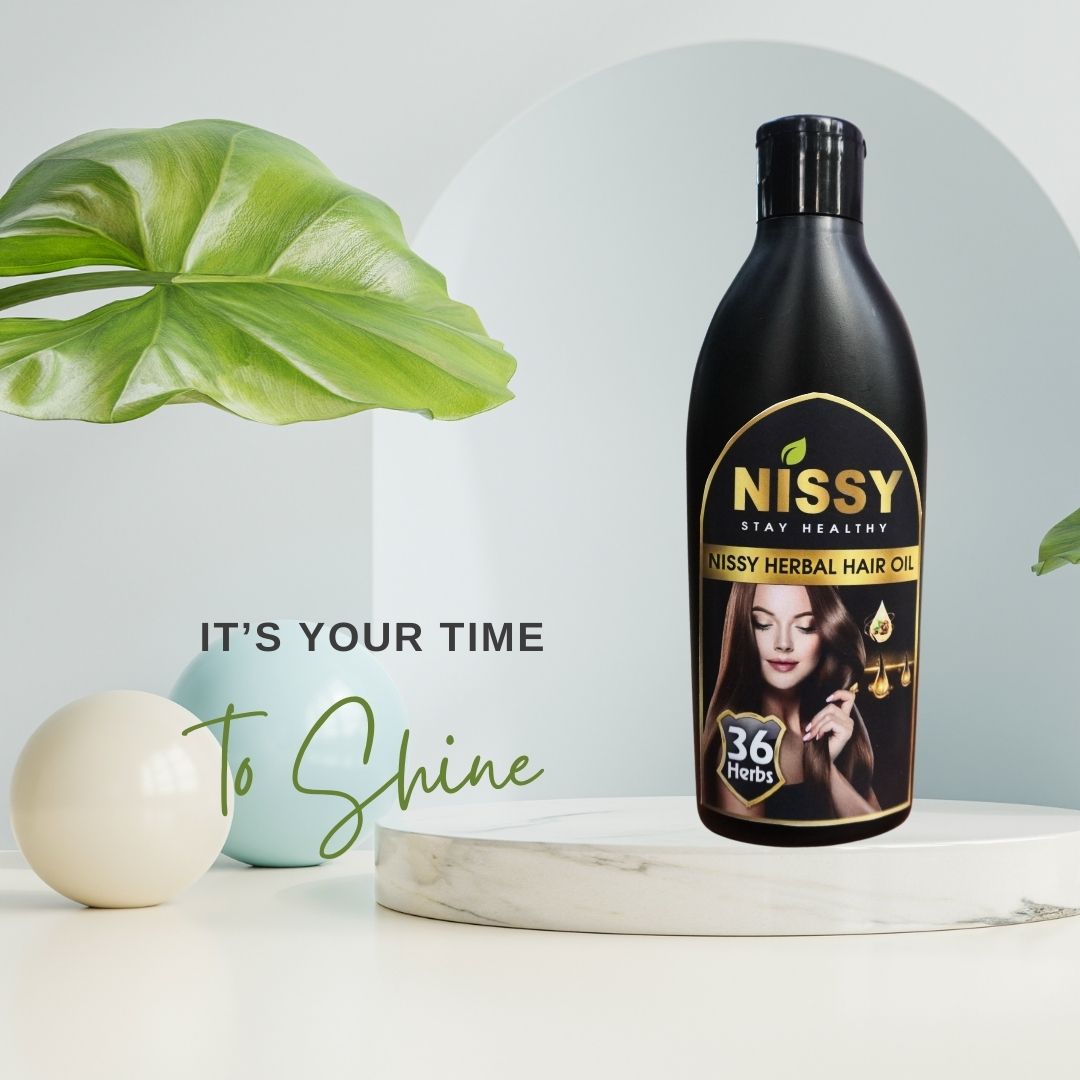 IT’S YOUR TIME
To Shine
NISSY
STAY HEALTHY
NISSY HERBAL HAIR OIL
36
Herbs